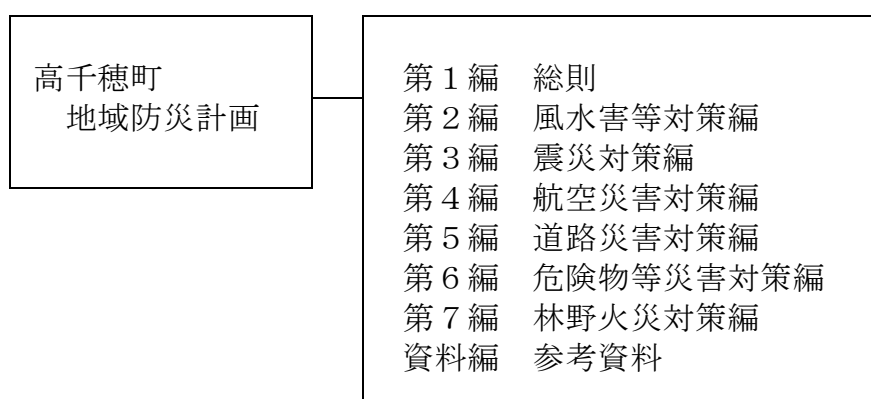 高千穂町
地域防災計画
第１編　総則
第２編　風水害等対策編
第３編　震災対策編
第４編　航空災害対策編
第５編　道路災害対策編
第６編　危険物等災害対策編
第７編　林野火災対策編
資料編　参考資料